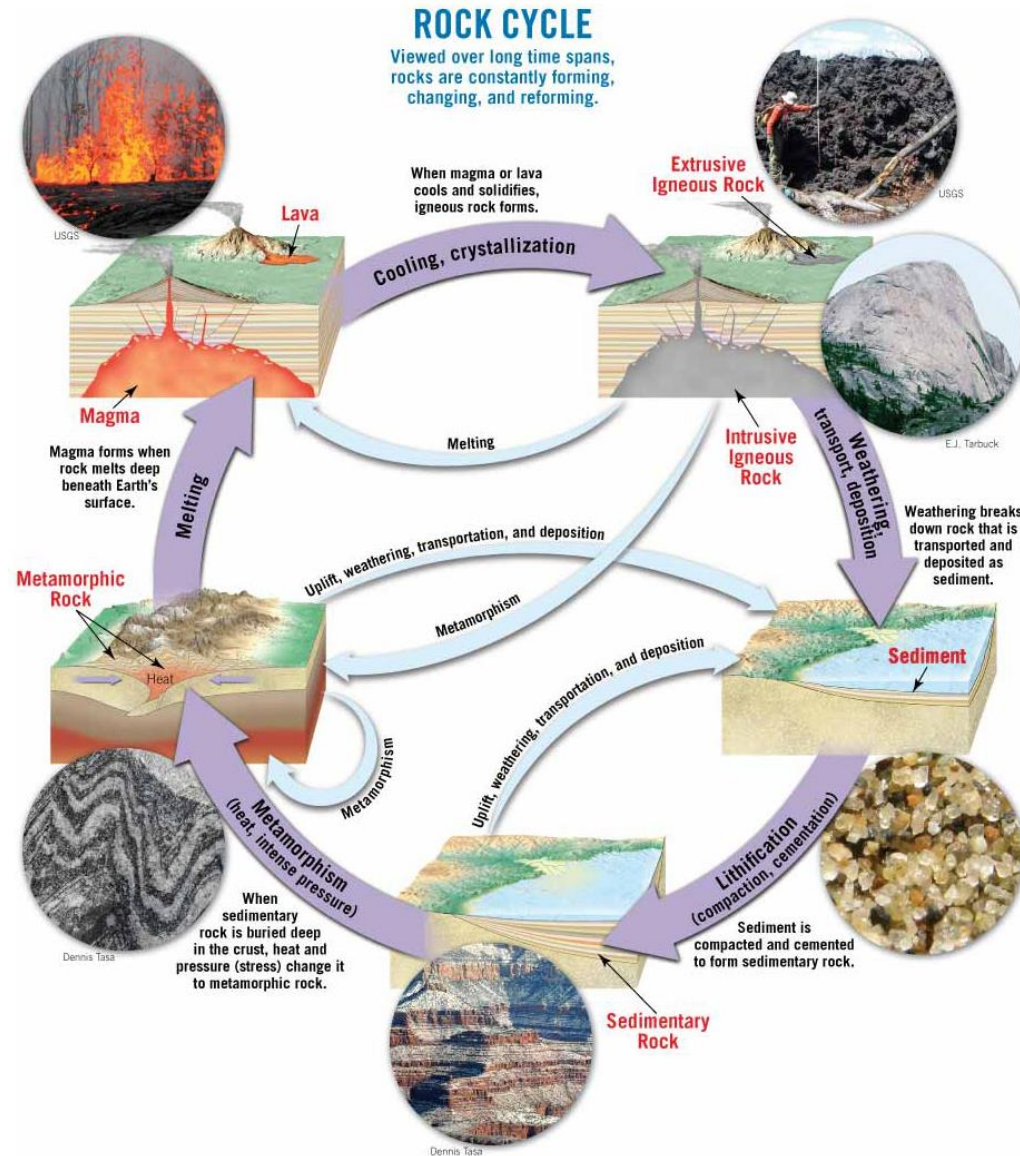 ROCK CYCLE
Viewed over long time spans,
rocks are constantly forming,
changing, and reforming.
USGS
Lava
When magma or lava
cools and solidifies,
igneous rock forms.
Cooling, crystallization
Extrusive
Igneous Rock
USGS
Magma
Magma forms when
rock melts deep
beneath Earth's
surface.
Melting
Melting
Intrusive
Igneous
Rock
E.J. Tarbuck
Weathering,
transport, deposition
Weathering breaks
down rock that is
transported and
deposited as
sediment.
Uplift, weathering, transportation, and deposition
Metamorphism
Metamorphic
Rock
Heat
Metamorphism
Uplift, weathering, transportation, and deposition
Sediment
Metamorphism
(heat, intense pressure)
When
sedimentary
rock is buried deep
in the crust, heat and
pressure (stress) change it
to metamorphic rock.
Dennis Tasa
Lithification
(compaction, cementation)
Sediment is
compacted and cemented
to form sedimentary rock.
Sedimentary
Rock
Dennis Tasa